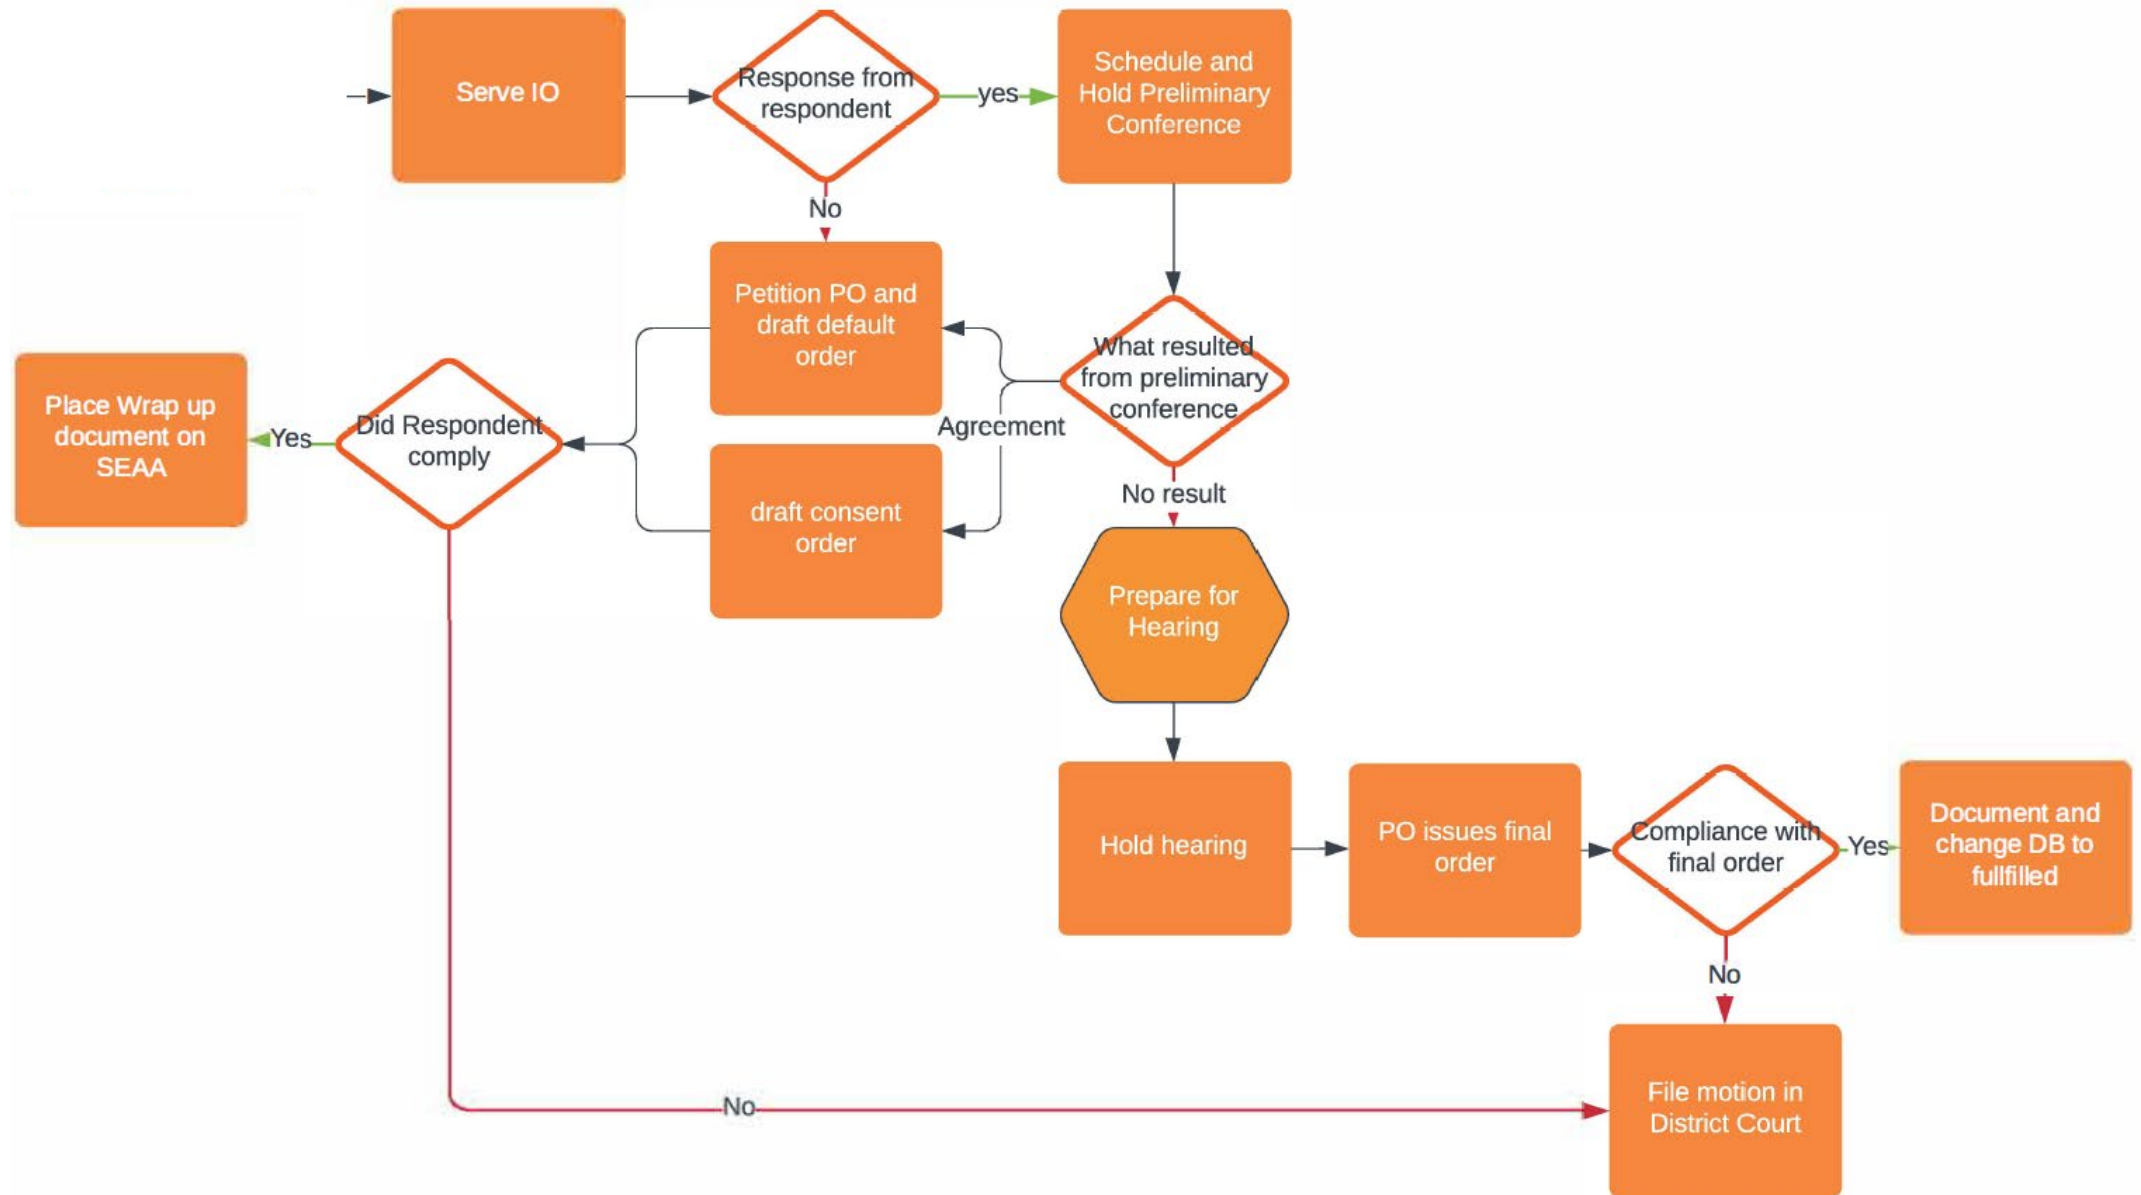 Serve IO
Response from
respondent
yes
Schedule and
Hold Preliminary
Conference
No
Petition PO and
draft default
order
What resulted
from preliminary
conference
Agreement
Place Wrap up
document on
SEAA
Yes
Did Respondent
comply
draft consent
order
No result
Prepare for
Hearing
Hold hearing
PO issues final
order
Compliance with
final order
Yes
Document and
change DB to
fullfilled
No
File motion in
District Court
No